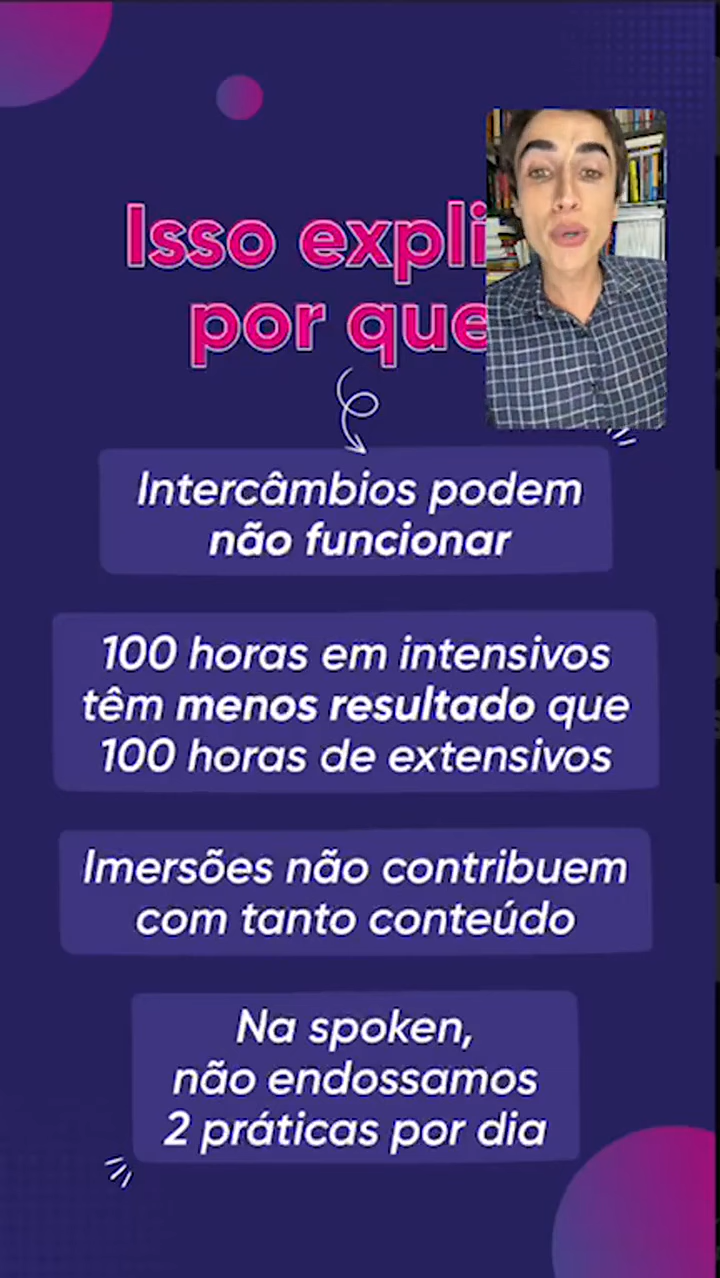 Isso expli
por que
Intercâmbios podem
não funcionar
100 horas em intensivos
têm menos resultado que
100 horas de extensivos
Imersões não contribuem
com tanto conteúdo
Na spoken,
não endossamos
2 práticas por dia